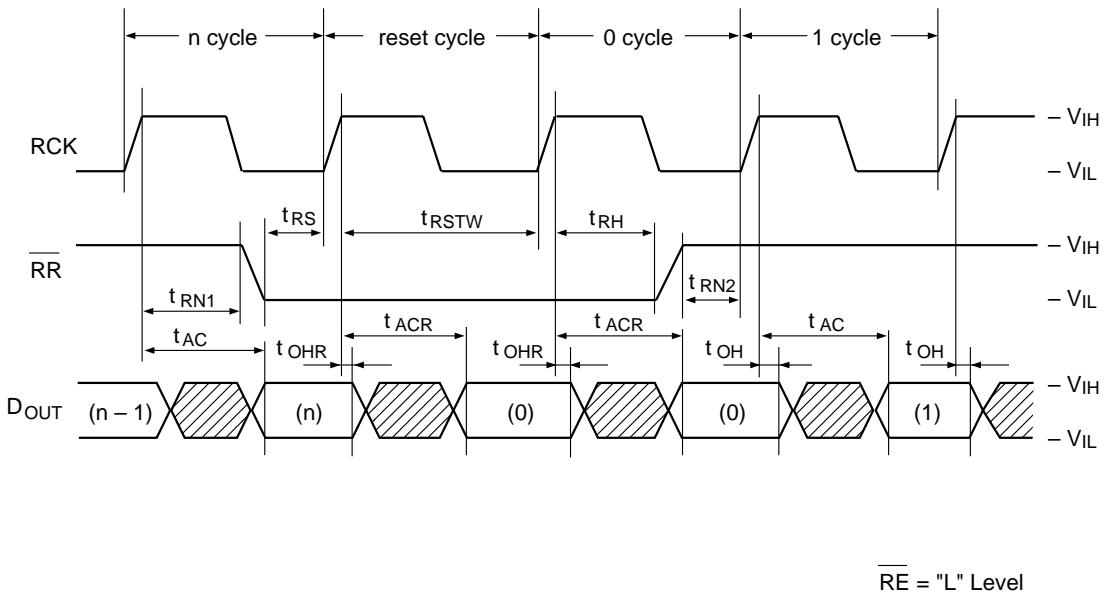 n cycle reset cycle 0 cycle 1 cycle
RCK – VIH
– VIL
tRS tRSTW tRH
RR – VIH
– VIL
tRN1 tRN2
tAC tACR tACR tAC
tOHR tOHR tOH tOH
DOUT (n – 1) (n) (0) (0) (1) – VIH
– VIL
RE = "L" Level